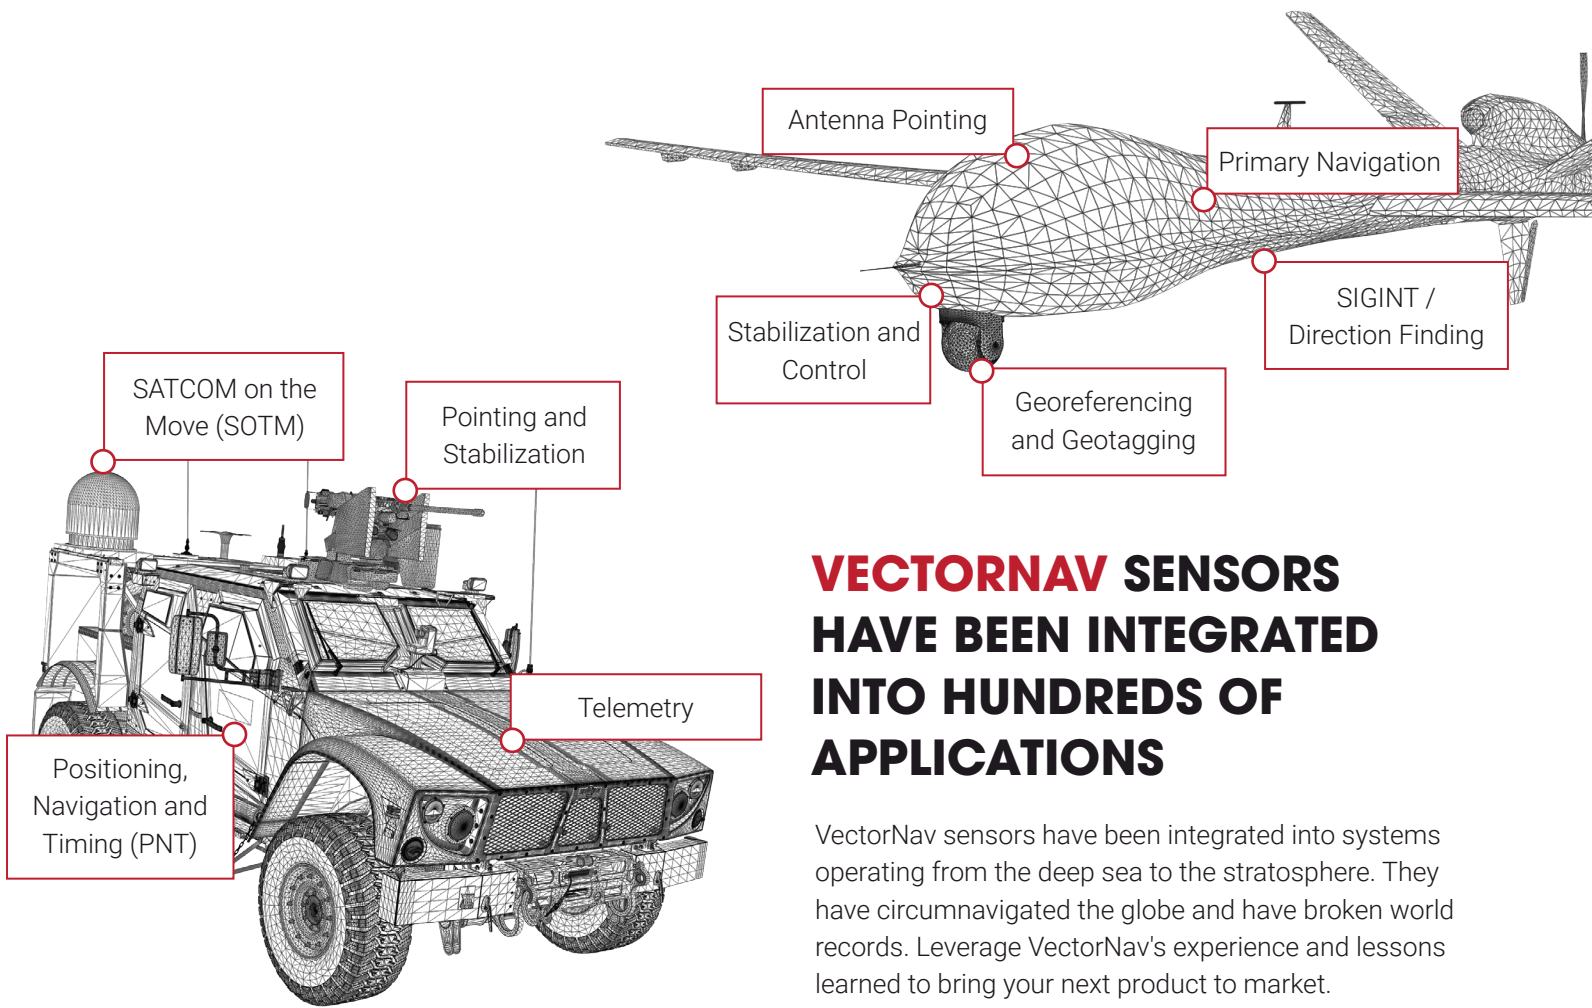 Antenna Pointing
Primary Navigation
Stabilization and
Control
SIGINT /
Direction Finding
Georeferencing
and Geotagging
SATCOM on the
Move (SOTM)
Pointing and
Stabilization
Telemetry
Positioning,
Navigation and
Timing (PNT)
VECTORNAV SENSORS
HAVE BEEN INTEGRATED
INTO HUNDREDS OF
APPLICATIONS
VectorNav sensors have been integrated into systems
operating from the deep sea to the stratosphere. They
have circumnavigated the globe and have broken world
records. Leverage VectorNav's experience and lessons
learned to bring your next product to market.